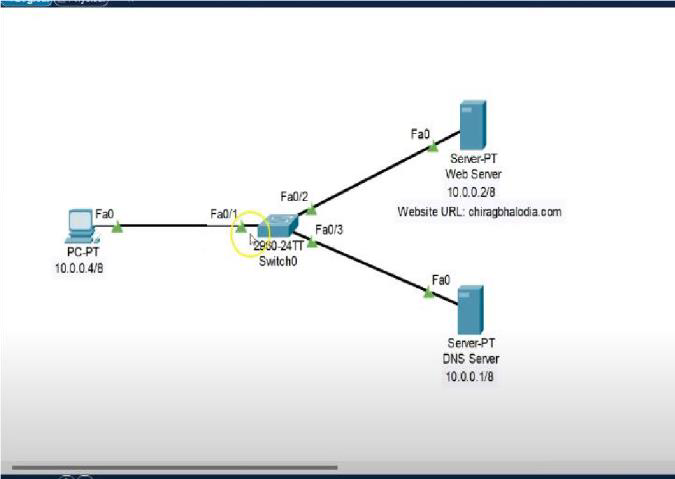 Fa0
Server-PT
Web Server
10.0.0.2/8
Website URL: chiragbhalodia.com
Fa0/2
Fa0
Fa0/1
PC-PT
10.0.0.4/8
2960-24TT
Switch0
Fa0/3
Fa0
Server-PT
DNS Server
10.0.0.1/8